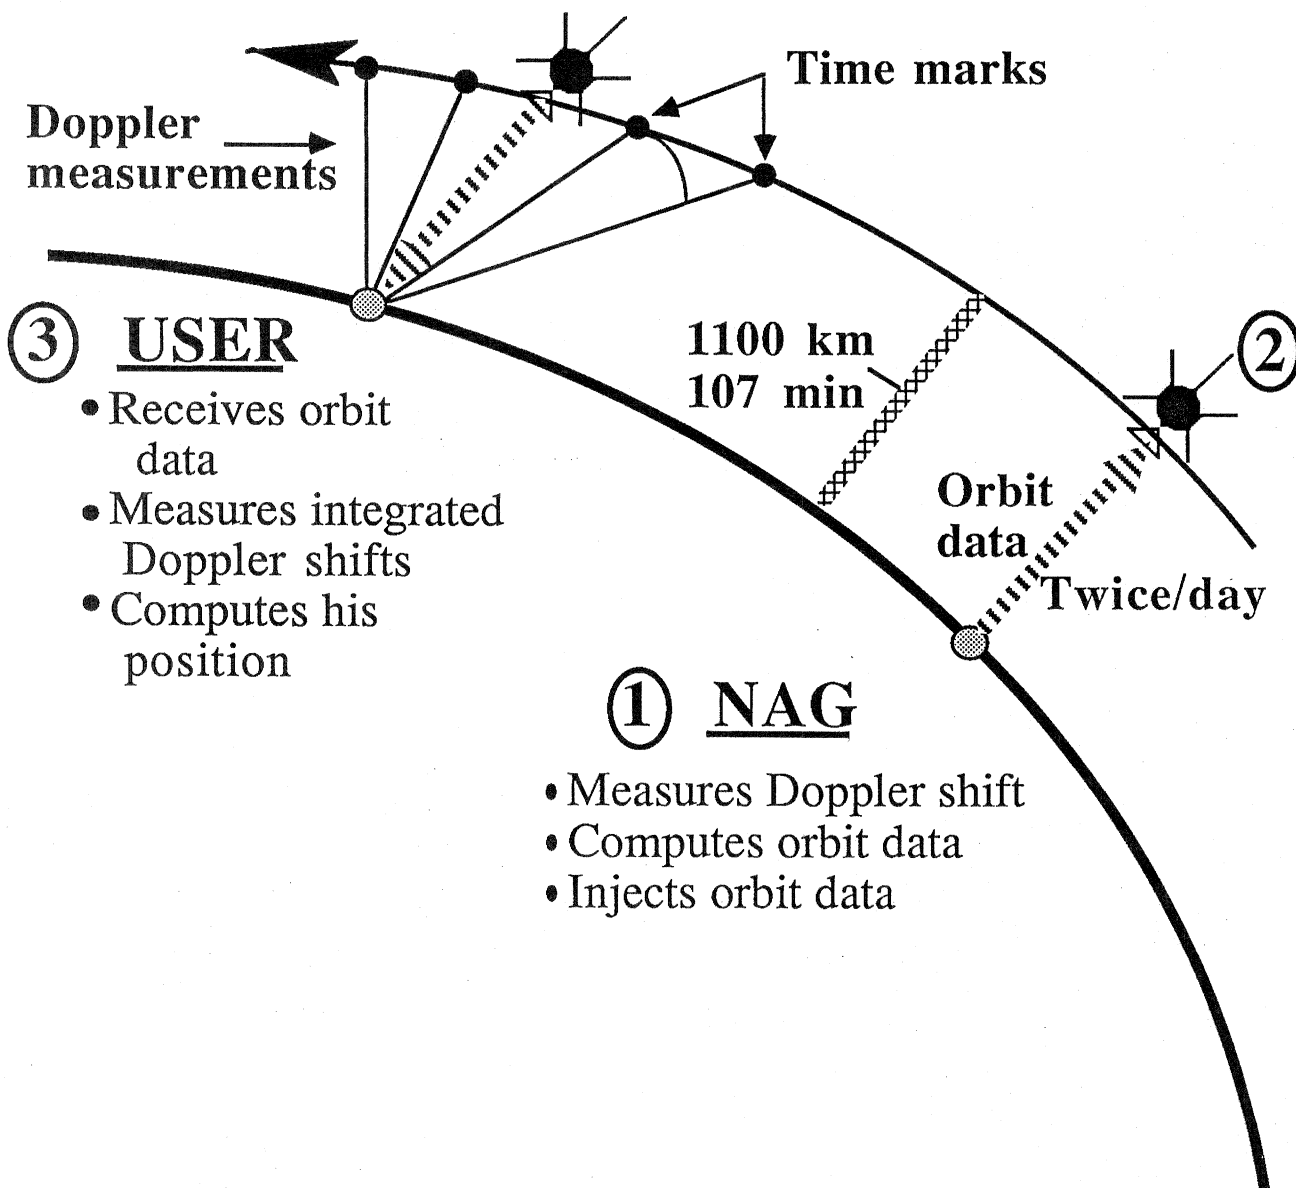 Time marks
Doppler
measurements
③ USER
• Receives orbit
data
• Measures integrated
Doppler shifts
• Computes his
position
1100 km
107 min
②
Orbit
data
Twice/day
① NAG
• Measures Doppler shift
• Computes orbit data
• Injects orbit data